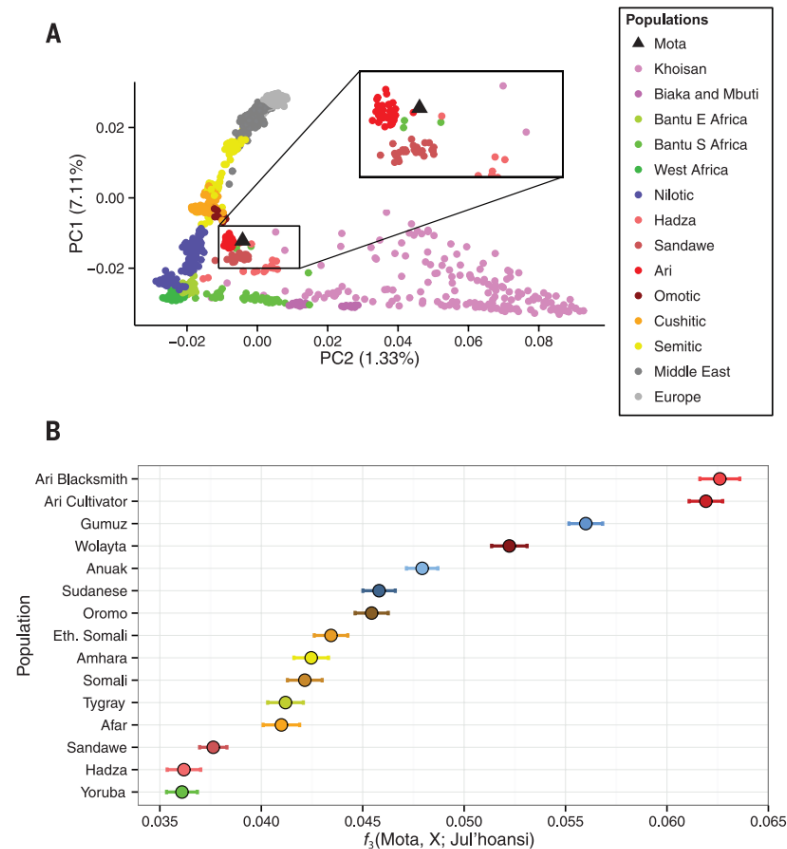 A
PC1 (7.11%)
0.02
0.00
−0.02
−0.02
0.00
0.02
0.04
0.06
0.08
PC2 (1.33%)
Populations
Mota
Khoisan
Biaka and Mbuti
Bantu E Africa
Bantu S Africa
West Africa
Nilotic
Hadza
Sandawe
Ari
Omotic
Cushitic
Semitic
Middle East
Europe
B
Population
Ari Blacksmith
Ari Cultivator
Gumuz
Wolayta
Anuak
Sudanese
Oromo
Eth. Somali
Amhara
Somali
Tygray
Afar
Sandawe
Hadza
Yoruba
0.035
0.040
0.045
0.050
0.055
0.060
0.065
f3(Mota, X; Jul'hoansi)